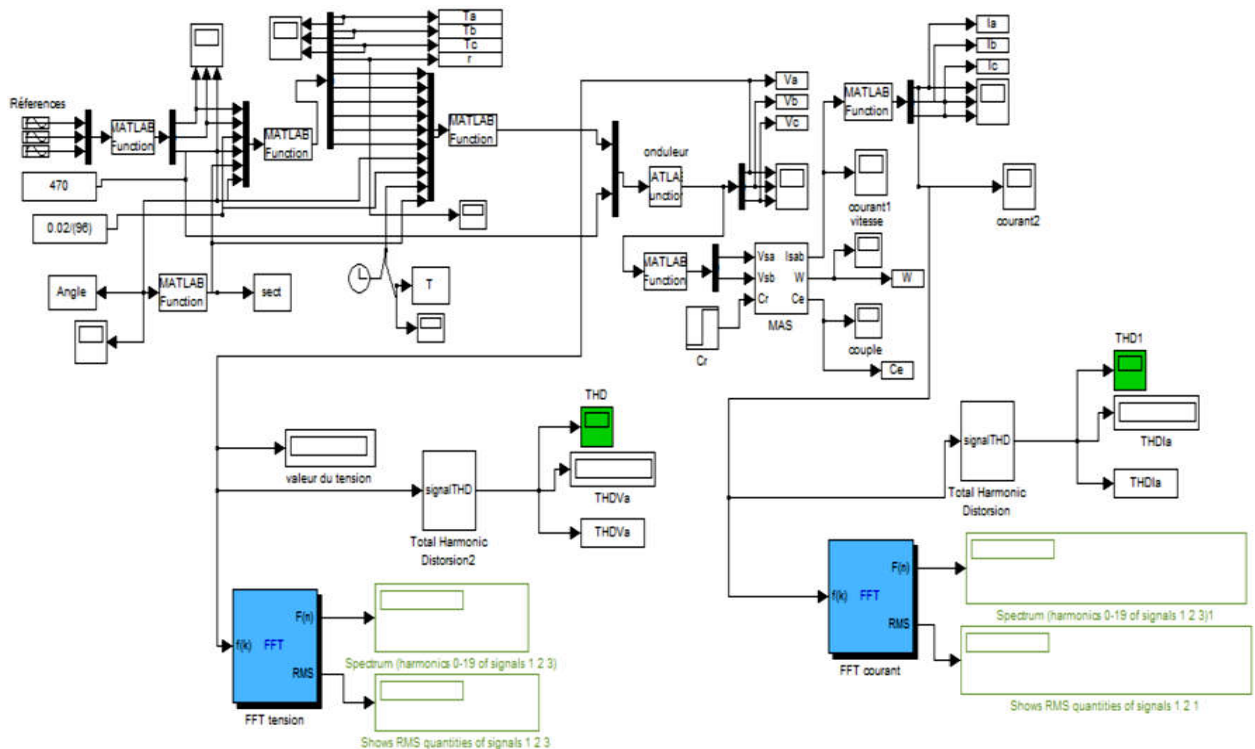 Ta
Tb
Tc
r
Réferences
MATLAB
Function
MATLAB
Function
MATLAB
Function
470
0.02/(96)
Angle
MATLAB
Function
sect
T
onduleur
ATLA
unctio
Va
Vb
Vc
MATLAB
Function
Ia
Ib
Ic
courant1
vitesse
courant2
MATLAB
Function
Vsa
Vsb
Cr
Isab
W
Ce
MAS
W
Cr
couple
Ce
THD
valeur du tension
signalTHD
Total Harmonic
Distorsion2
THDVa
THDVa
THD1
signalTHD
Total Harmonic
Distorsion
THDIa
THDIa
f(k)
FFT
F(n)
RMS
FFT tension
Spectrum (harmonics 0-19 of signals 1 2 3)
Shows RMS quantities of signals 1 2 3
f(k)
FFT
F(n)
RMS
FFT courant
Spectrum (harmonics 0-19 of signals 1 2 3)1
Shows RMS quantities of signals 1 2 1